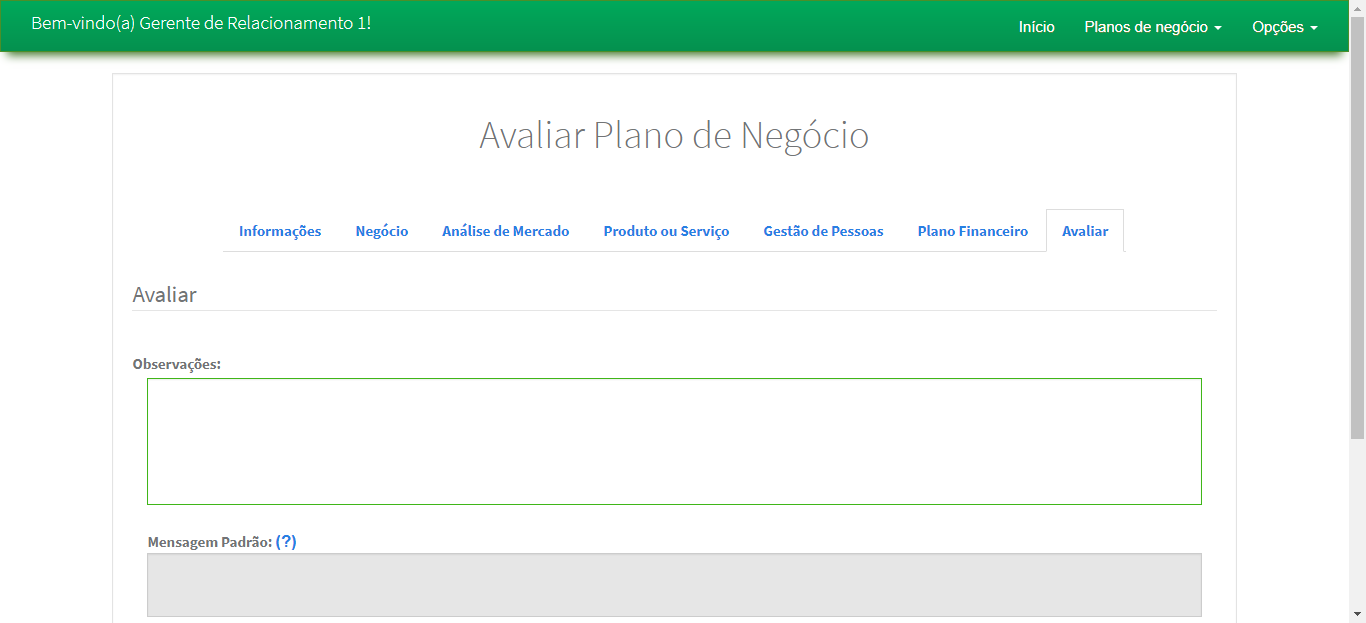 Bem-vindo(a) Gerente de Relacionamento 1!
Início Planos de negócio Opções
Avaliar Plano de Negócio
Informações Negócio Análise de Mercado Produto ou Serviço Gestão de Pessoas Plano Financeiro Avaliar
Avaliar
Observações:
Mensagem Padrão: (?)